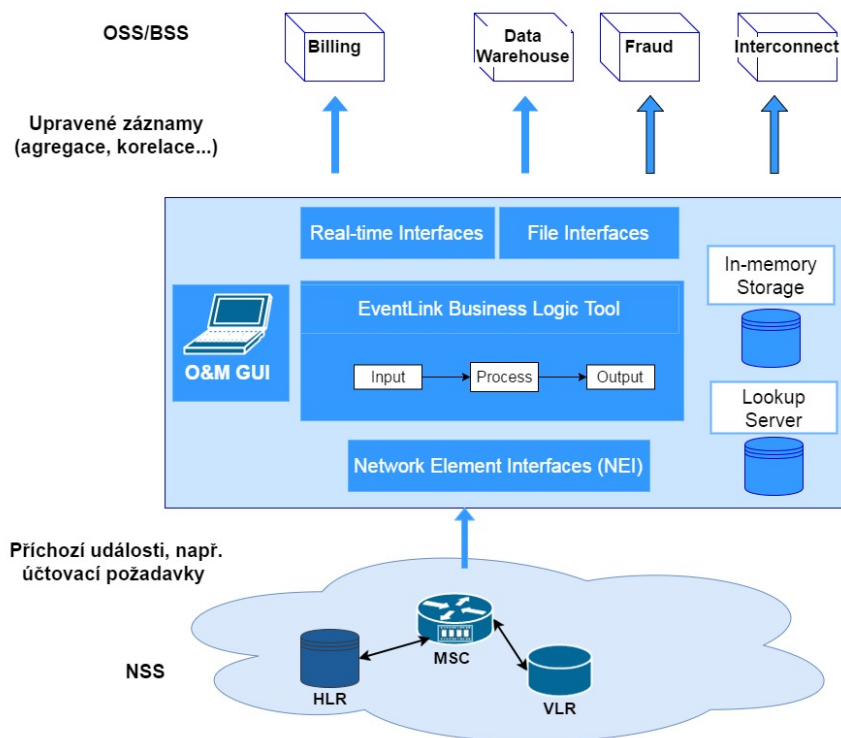 OSS/BSS
Billing
Data
Warehouse
Fraud
Interconnect
Upravené záznamy
(agregace, korelace...)
Real-time Interfaces
File Interfaces
In-memory
Storage
EventLink Business Logic Tool
O&M GUI
Input
Process
Output
Lookup
Server
Network Element Interfaces (NEI)
Příchozí události, např.
účtovací požadavky
MSC
NSS
HLR
VLR